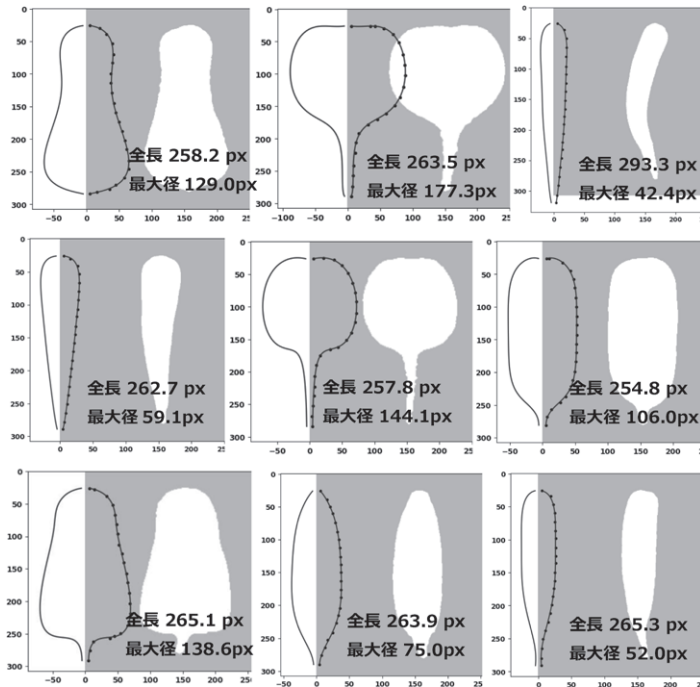 全長 258.2 px
最大径 129.0px
全長 263.5 px
最大径 177.3px
全長 293.3 px
最大径 42.4px
全長 262.7 px
最大径 59.1px
全長 257.8 px
最大径 144.1px
全長 254.8 px
最大径 106.0px
全長 265.1 px
最大径 138.6px
全長 263.9 px
最大径 75.0px
全長 265.3 px
最大径 52.0px